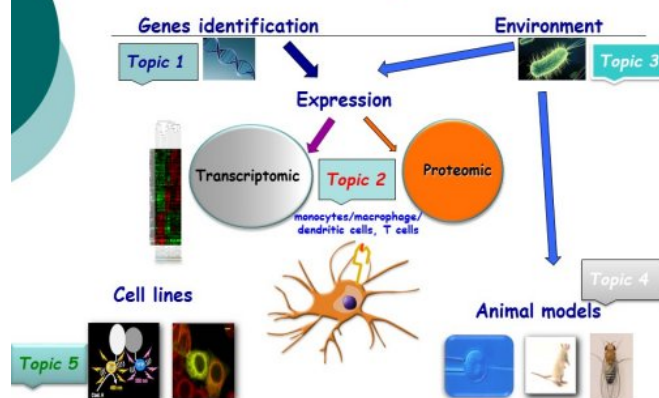 Genes identification
Environment
Topic 1
Topic 3
Expression
Transcriptomic
Topic 2
Proteomic
monocytes/macrophage/
dendritic cells, T cells
Topic 4
Cell lines
Animal models
Topic 5